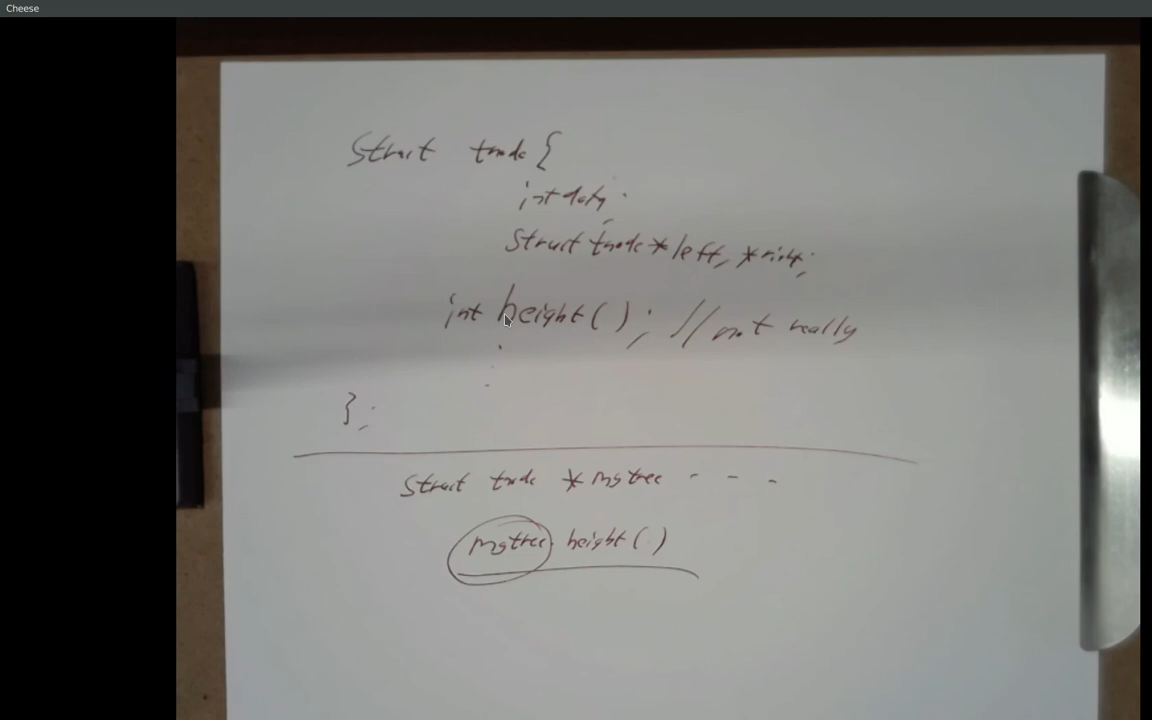 Cheese
Struct tnode {
int data;
Struct tnode *left, *right;
int height(); // not really
};
Struct tnode *mytree - - -
mytree. height()